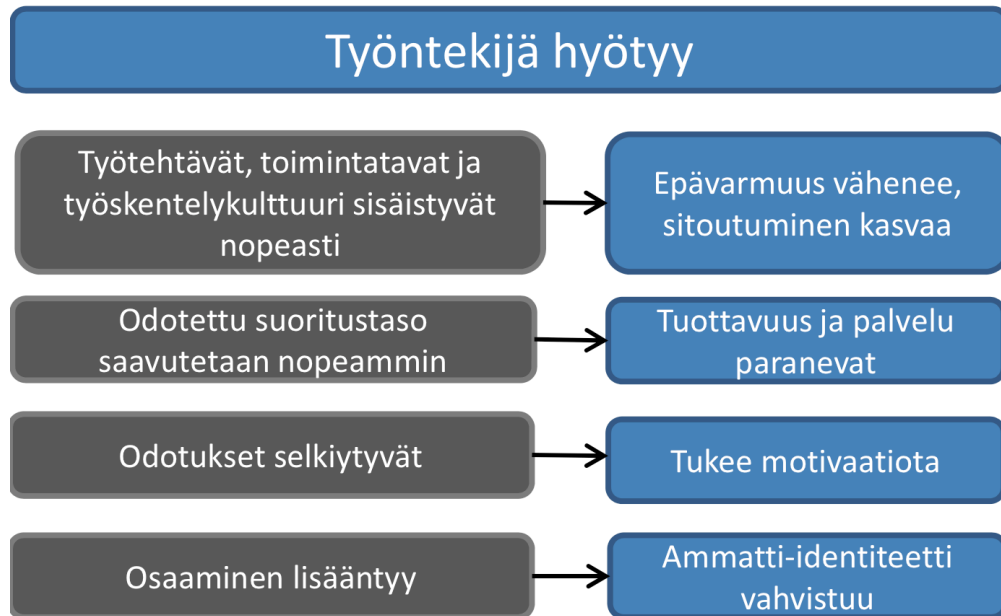 Työntekijä hyötyy
Työtehtävät, toimintatavat ja
työskentelykulttuuri sisäistyvät
nopeasti
Epävarmuus vähenee,
sitoutuminen kasvaa
Odotettu suoritustaso
saavutetaan nopeammin
Tuottavuus ja palvelu
paranevat
Odotukset selkiytyvät
Tukee motivaatiota
Osaaminen lisääntyy
Ammatti-identiteetti
vahvistuu